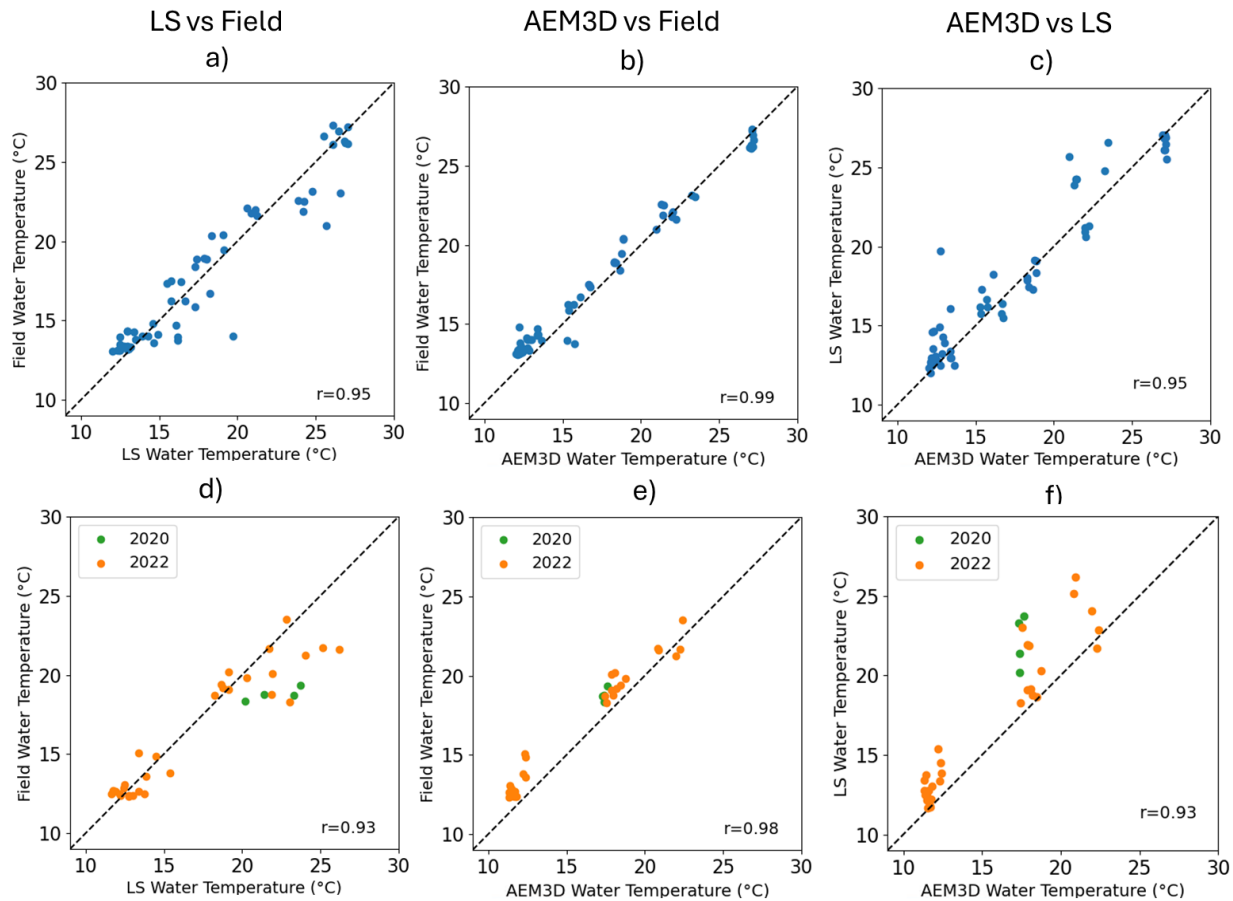 LS vs Field
AEM3D vs Field
AEM3D vs LS
a)
b)
c)
30
25
20
15
10
Field Water Temperature (°C)
r=0.95
10 15 20 25 30
LS Water Temperature (°C)
30
25
20
15
10
Field Water Temperature (°C)
r=0.99
10 15 20 25 30
AEM3D Water Temperature (°C)
30
25
20
15
10
LS Water Temperature (°C)
r=0.95
10 15 20 25 30
AEM3D Water Temperature (°C)
d)
e)
f)
30
25
20
15
10
Field Water Temperature (°C)
2020
2022
r=0.93
10 15 20 25 30
LS Water Temperature (°C)
30
25
20
15
10
Field Water Temperature (°C)
2020
2022
r=0.98
10 15 20 25 30
AEM3D Water Temperature (°C)
30
25
20
15
10
LS Water Temperature (°C)
2020
2022
r=0.93
10 15 20 25 30
AEM3D Water Temperature (°C)